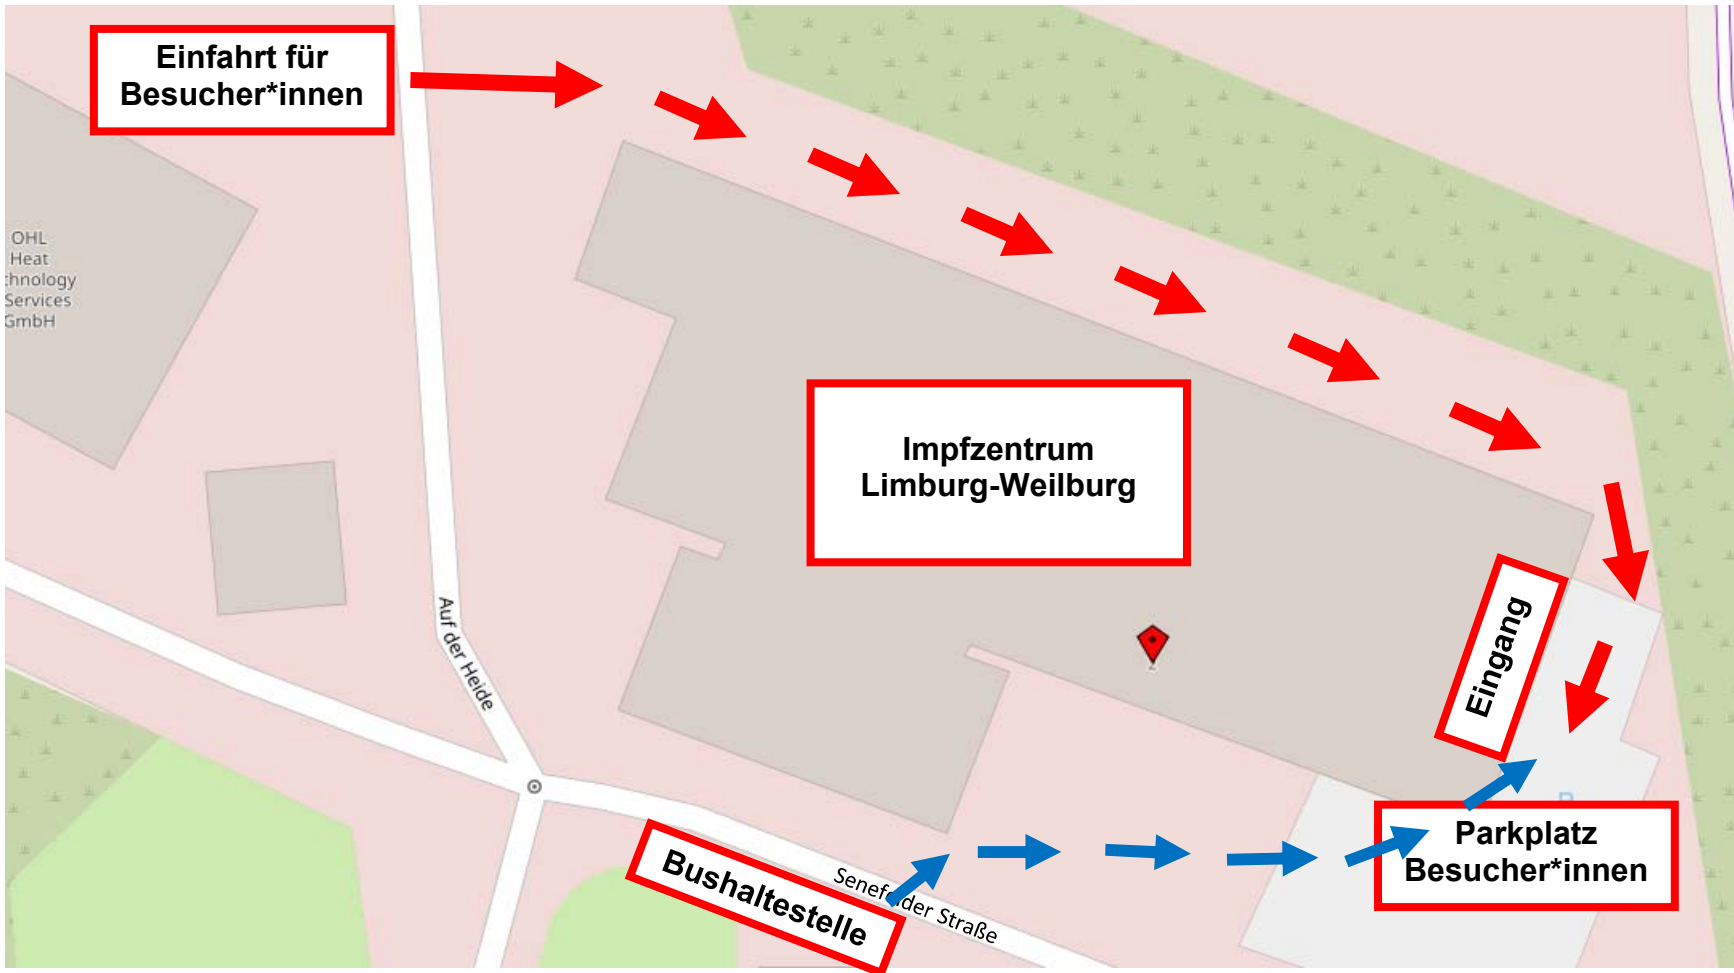 Einfahrt für
Besucher*innen
OHL
Heat
chnology
Services
GmbH
Impfzentrum
Limburg-Weilburg
Eingang
Auf der Heide
Parkplatz
Besucher*innen
Bushaltestelle
Senefelder Straße